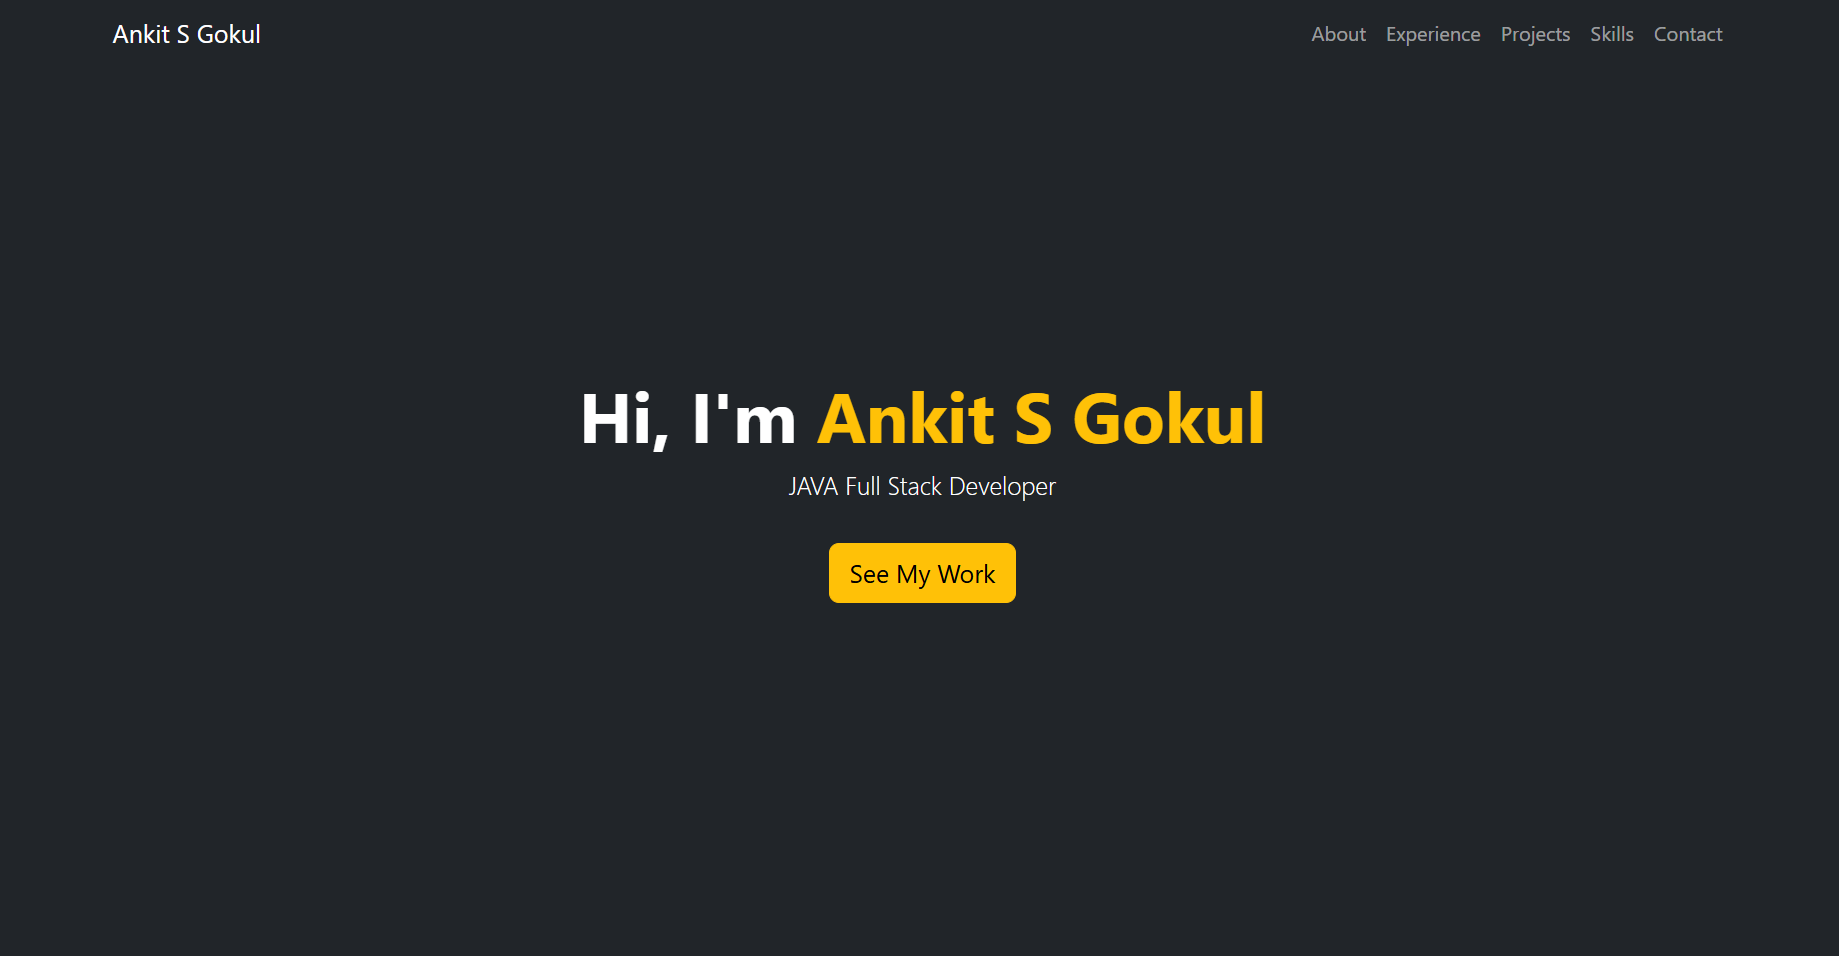 Ankit S Gokul
About Experience Projects Skills Contact
Hi, I'm Ankit S Gokul
JAVA Full Stack Developer
See My Work